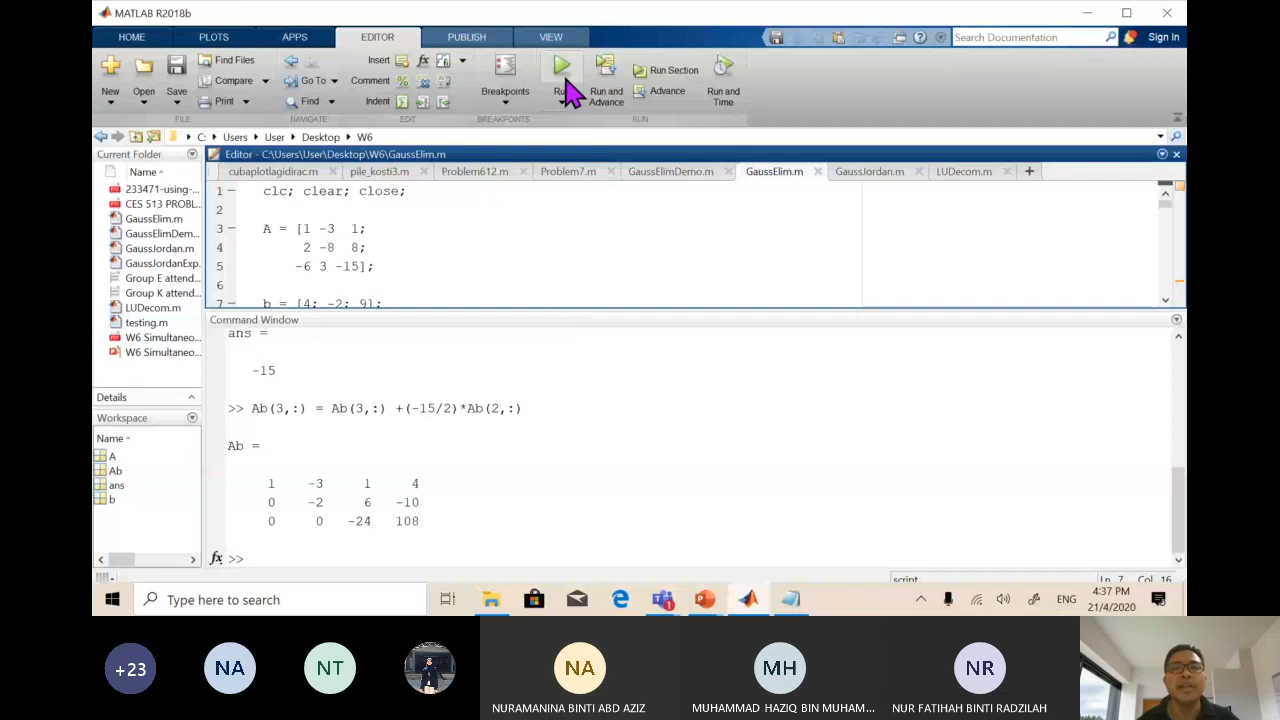 MATLAB R2018b
HOME PLOTS APPS EDITOR PUBLISH VIEW
Search Documentation
Sign In
New
Open
Save
Find Files
Compare
Print
FILE
Go To
Find
NAVIGATE
Insert
fx
Comment
Indent
EDIT
Breakpoints
BREAKPOINTS
Run and Advance
Run Section
Advance
Run and Time
RUN
C: Users User Desktop W6
Current Folder
Name
233471-using-...
CES 513 PROBL...
GaussElim.m
GaussElimDem...
GaussJordan.m
GaussJordanExp...
Group E attend...
Group K attend...
LUDecom.m
testing.m
W6 Simultaneo...
W6 Simultaneo...
Details
Workspace
Name
A
Ab
ans
b
Editor - C:\Users\User\Desktop\W6\GaussElim.m
cubaplotlagidirac.m pile_kosti3.m Problem612.m Problem7.m GaussElimDemo.m GaussElim.m GaussJordan.m LUDecom.m
1 clc; clear; close;
2
3 A = [1 -3 1;
4 2 -8 8;
5 -6 3 -15];
6
7 b = [4; -2; 9];
Command Window
ans =
-15
>> Ab(3,:) = Ab(3,:) +(-15/2)*Ab(2,:)
Ab =
1 -3 1 4
0 -2 6 -10
0 0 -24 108
fx >>
script Ln 7 Col 16
Type here to search
ENG
4:37 PM
21/4/2020
+23
NA
NT
NA
MH
NR
NURAMANINA BINTI ABD AZIZ
MUHAMMAD HAZIQ BIN MUHAM...
NUR FATIHAH BINTI RADZILAH